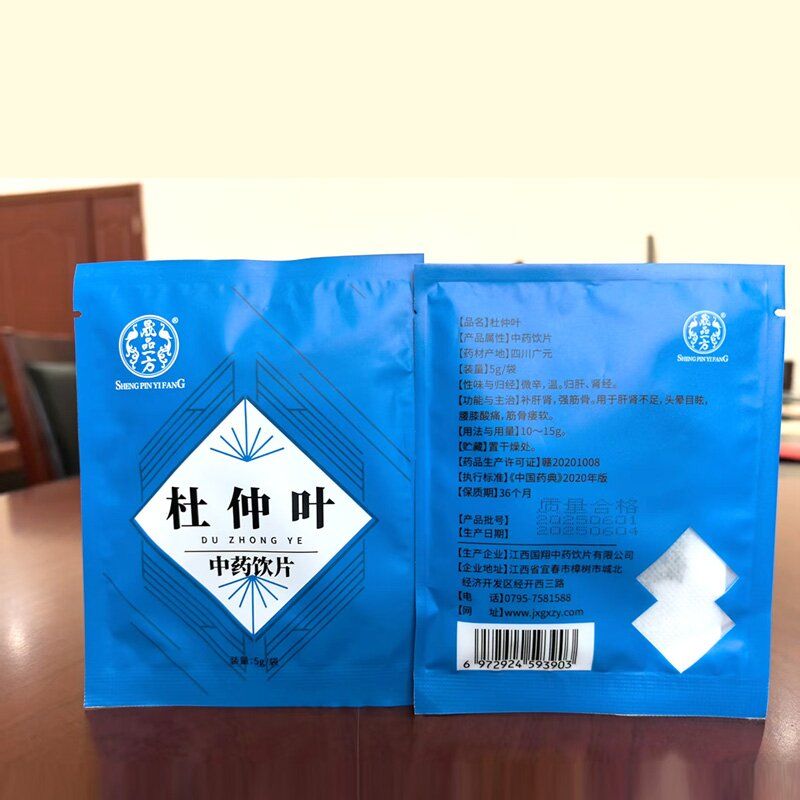 晟品一方
®
SHENG PIN YI FANG
杜仲叶
DU ZHONG YE
中药饮片
装量:5g/袋
晟品一方
®
SHENG PIN YI FANG
【品名】杜仲叶
【产品属性】中药饮片
【药材产地】四川广元
【装量】5g/袋
【性味与归经】微辛，温。归肝、肾经。
【功能与主治】补肝肾，强筋骨。用于肝肾不足，头晕目眩，
腰膝酸痛，筋骨痿软。
【用法与用量】10～15g。
【贮藏】置干燥处。
【药品生产许可证】赣20201008
【执行标准】《中国药典》2020年版
【保质期】36个月
质量合格
【产品批号】 20250601
【生产日期】 20250604
【生产企业】江西国翔中药饮片有限公司
【企业地址】江西省宜春市樟树市城北
经济开发区经开西三路
【电 话】0795-7581588
【网 址】www.jxgxzy.com
6 972924 593903